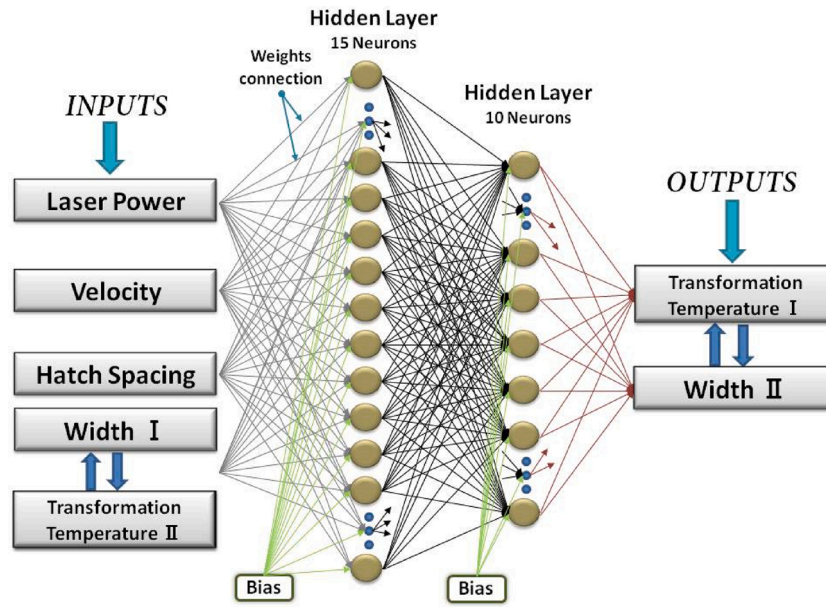 Hidden Layer
15 Neurons
Weights
connection
Hidden Layer
10 Neurons
INPUTS
Laser Power
Velocity
Hatch Spacing
Width I
Transformation
Temperature II
Bias
Bias
OUTPUTS
Transformation
Temperature I
Width II